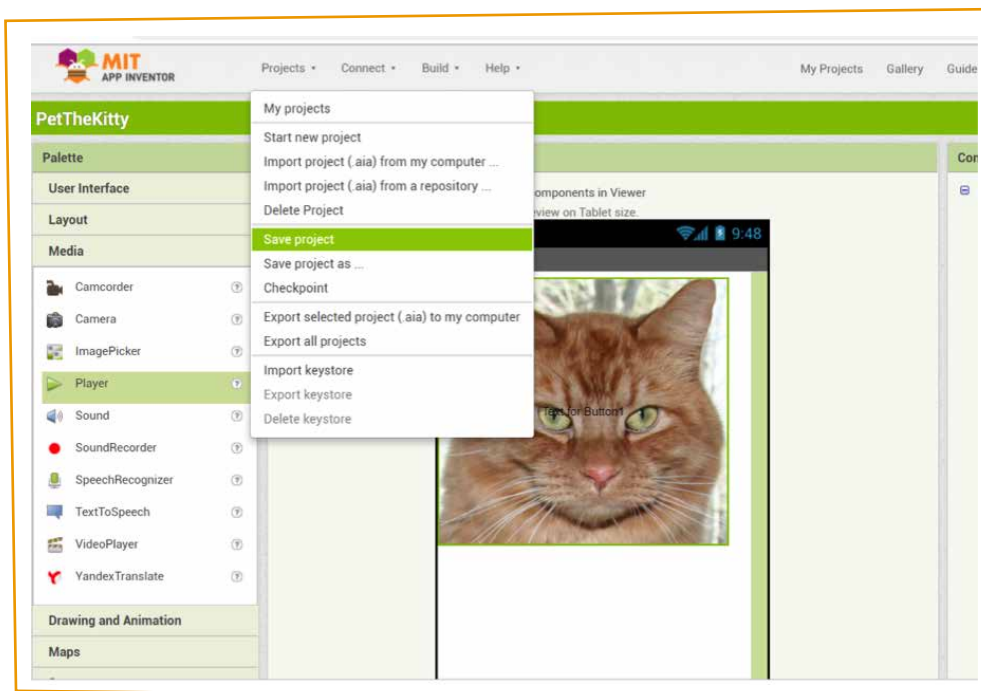 MIT
APP INVENTOR
Projects
Connect
Build
Help
My Projects
Gallery
Guide
PetTheKitty
My projects
Start new project
Import project (.aia) from my computer ...
Import project (.aia) from a repository ...
Delete Project
Save project
Save project as ...
Checkpoint
Export selected project (.aia) to my computer
Export all projects
Import keystore
Export keystore
Delete keystore
Palette
User Interface
Layout
Media
Camcorder
Camera
ImagePicker
Player
Sound
SoundRecorder
SpeechRecognizer
TextToSpeech
VideoPlayer
YandexTranslate
Drawing and Animation
Maps
omponents in Viewer
view on Tablet size.
9:48
Text for Button1
Con